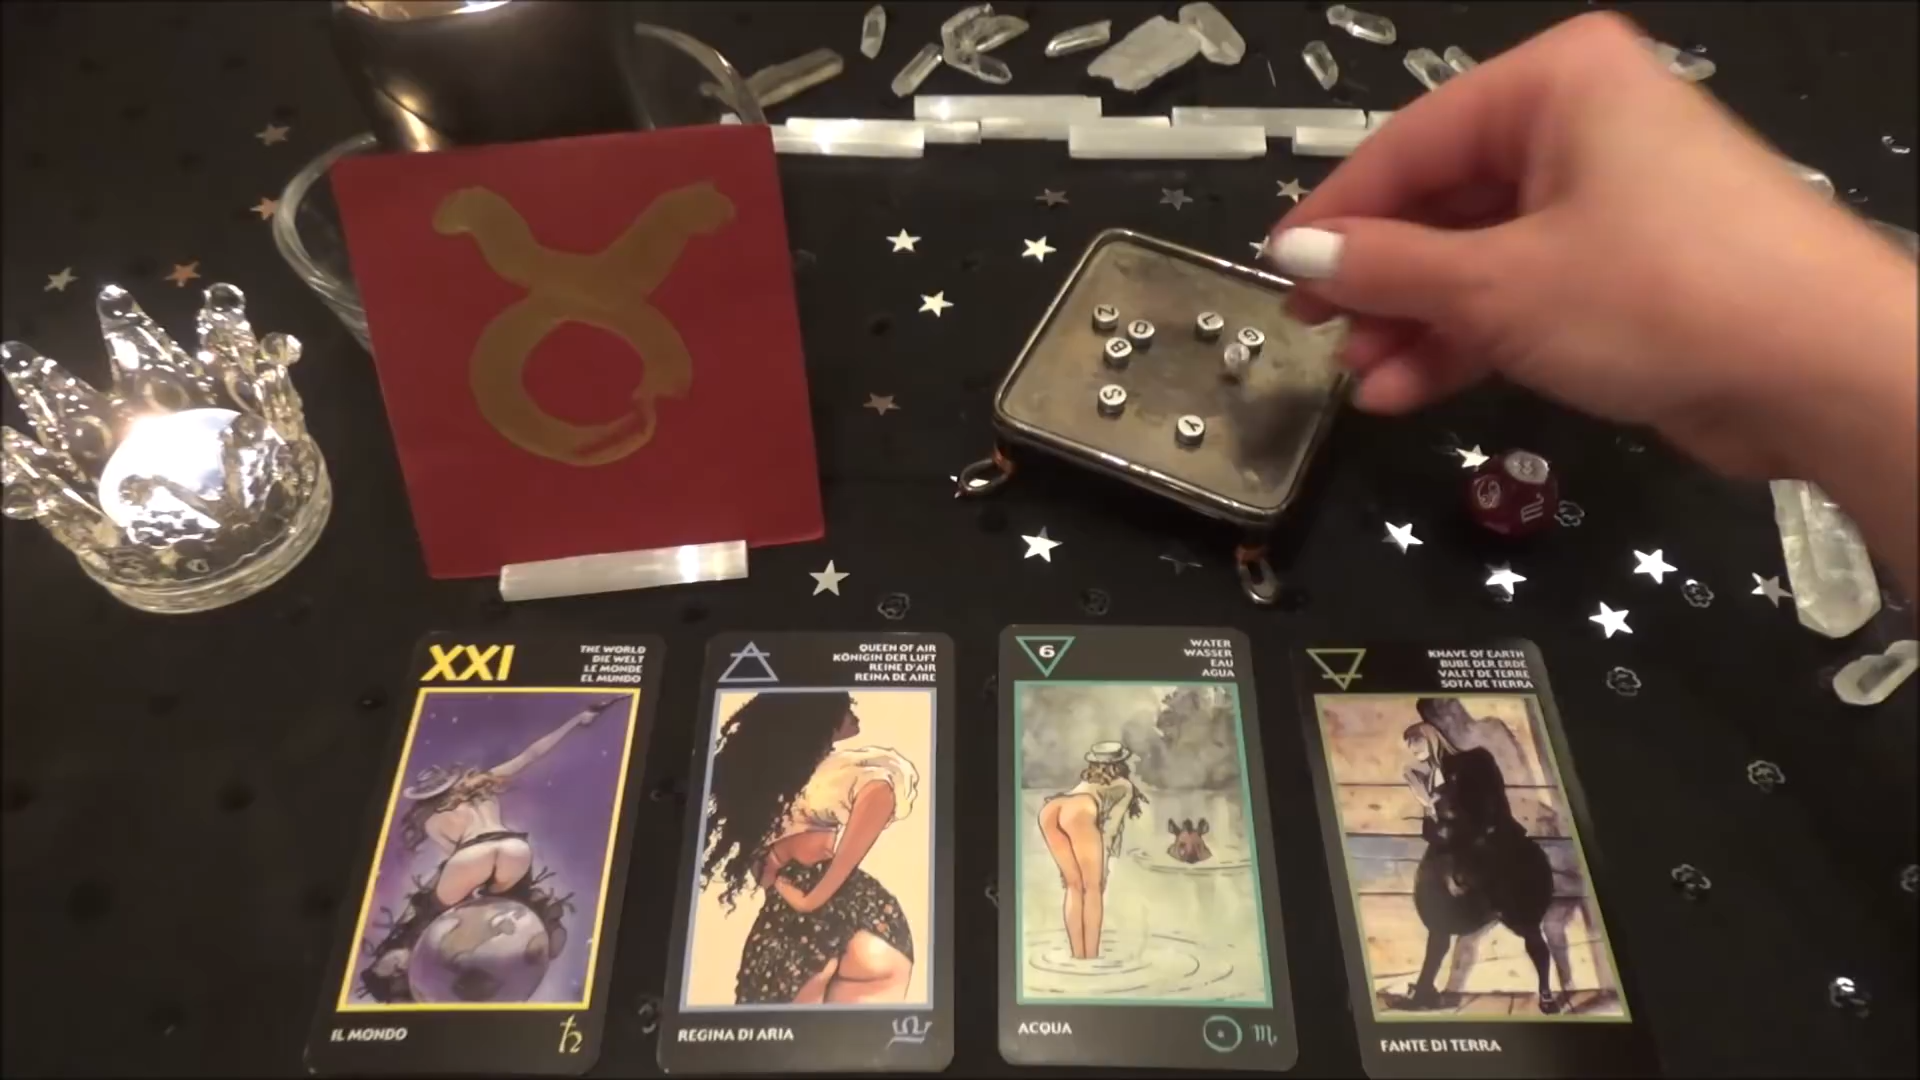 Z
O
B
L
G
S
Y
XXI
THE WORLD
DIE WELT
LE MONDE
EL MUNDO
IL MONDO
QUEEN OF AIR
KÖNIGIN DER LUFT
REINE D'AIR
REINA DE AIRE
REGINA DI ARIA
6
WATER
WASSER
EAU
AGUA
ACQUA
KNAVE OF EARTH
BUBE DER ERDE
VALET DE TERRE
SOTA DE TIERRA
FANTE DI TERRA